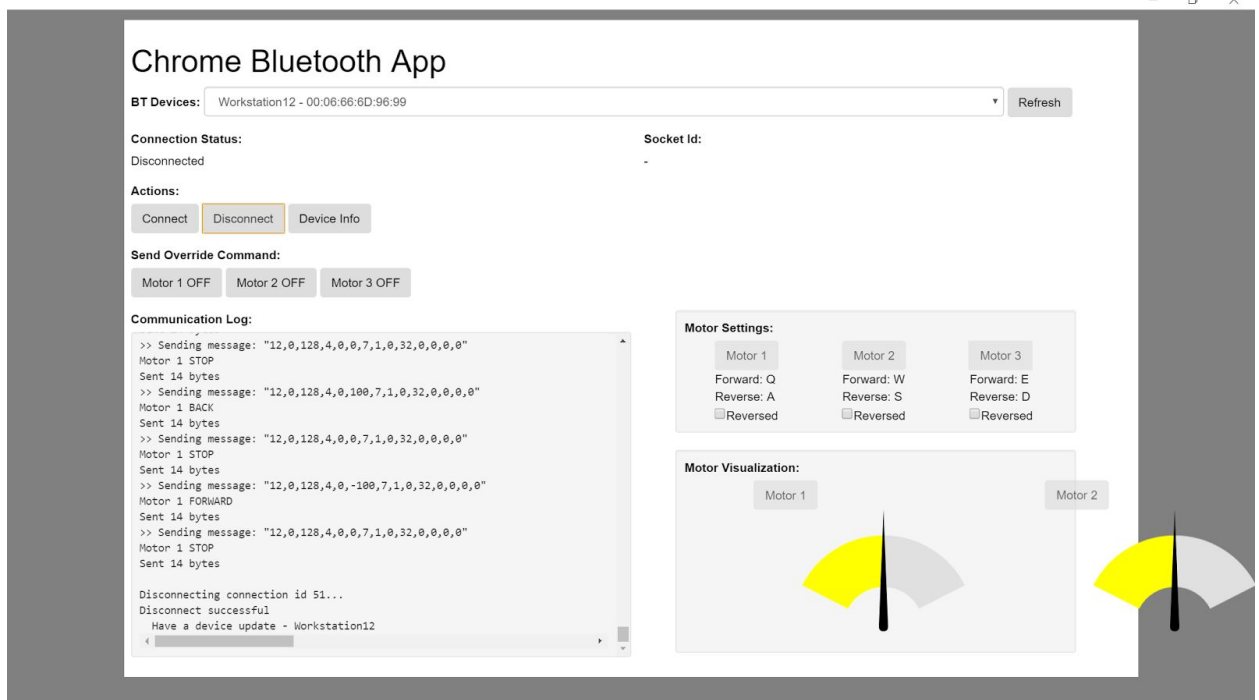 Chrome Bluetooth App
BT Devices: Workstation12 - 00:06:66:6D:96:99 Refresh
Connection Status: Socket Id:
Disconnected -
Actions:
Connect Disconnect Device Info
Send Override Command:
Motor 1 OFF Motor 2 OFF Motor 3 OFF
Communication Log:
>> Sending message: "12,0,128,4,0,0,7,1,0,32,0,0,0,0"
Motor 1 STOP
Sent 14 bytes
>> Sending message: "12,0,128,4,0,100,7,1,0,32,0,0,0,0"
Motor 1 BACK
Sent 14 bytes
>> Sending message: "12,0,128,4,0,0,7,1,0,32,0,0,0,0"
Motor 1 STOP
Sent 14 bytes
>> Sending message: "12,0,128,4,0,-100,7,1,0,32,0,0,0,0"
Motor 1 FORWARD
Sent 14 bytes
>> Sending message: "12,0,128,4,0,0,7,1,0,32,0,0,0,0"
Motor 1 STOP
Sent 14 bytes
Disconnecting connection id 51...
Disconnect successful
Have a device update - Workstation12
Motor Settings:
Motor 1 Motor 2 Motor 3
Forward: Q Forward: W Forward: E
Reverse: A Reverse: S Reverse: D
Reversed Reversed Reversed
Motor Visualization:
Motor 1 Motor 2